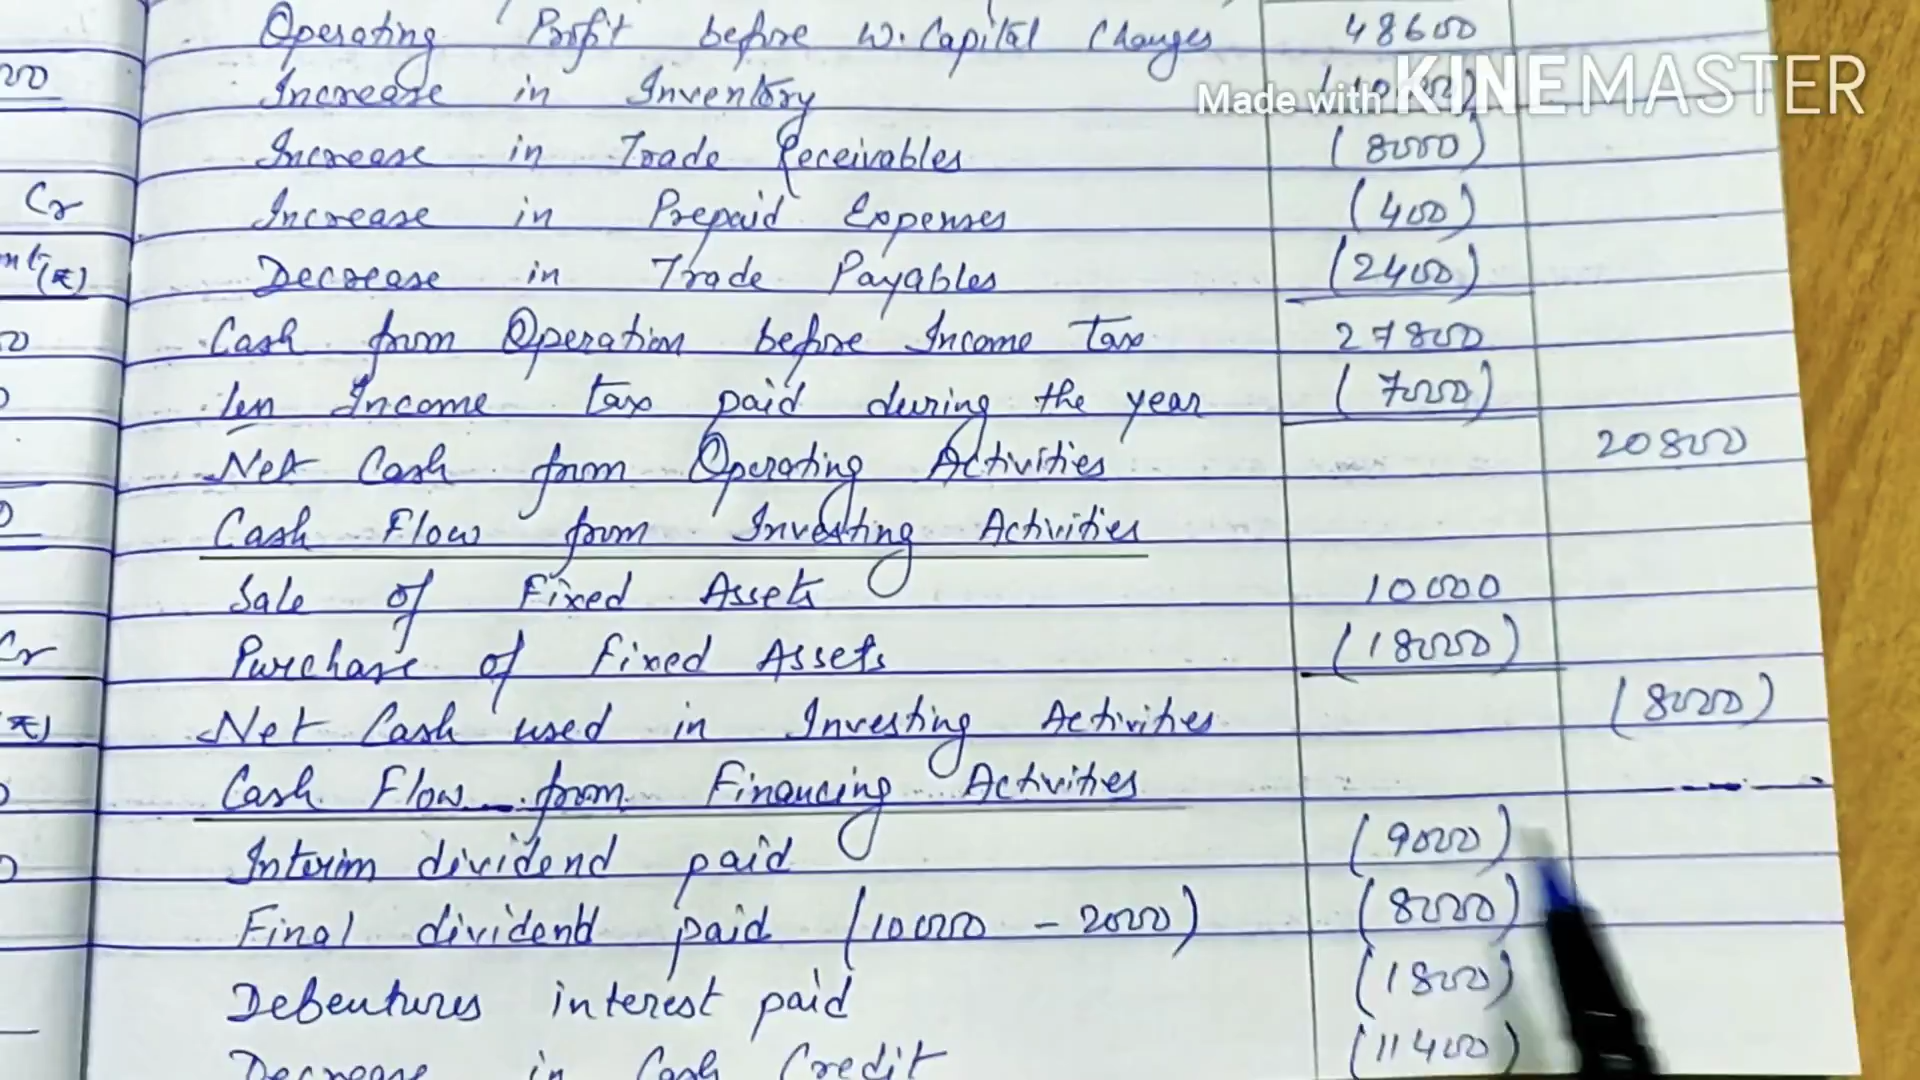 Operating Profit before W. Capital Changes 48600
Increase in Inventory
Made with KINEMASTER
Increase in Trade Receivables (8000)
Cr
Increase in Prepaid Expenses (400)
(₹)
Decrease in Trade Payables (2400)
Cash from Operation before Income Tax 27800
Income tax paid during the year (7000)
Net Cash from Operating Activities 20800
Cash Flow from Investing Activities
Sale of Fixed Assets 10000
Cr
Purchase of Fixed Assets (18000)
Net Cash used in Investing Activities (8000)
Cash Flow from Financing Activities
Interim dividend paid (9000)
Final dividend paid (10000 - 2000) (8000)
Debentures interest paid (1800)
Decrease in Cash Credit (11400)